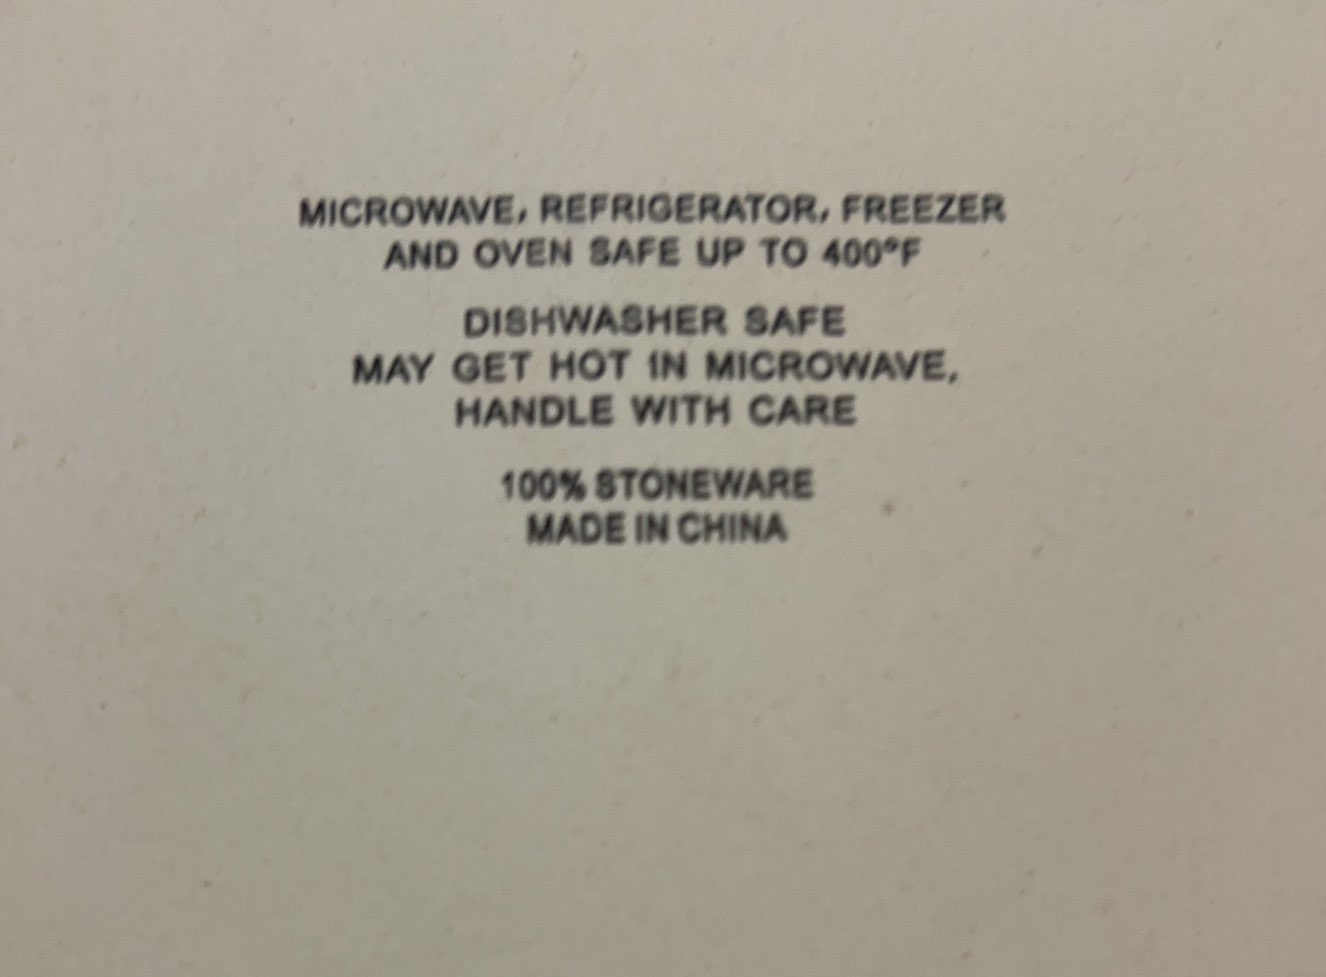 MICROWAVE, REFRIGERATOR, FREEZER
AND OVEN SAFE UP TO 400°F
DISHWASHER SAFE
MAY GET HOT IN MICROWAVE,
HANDLE WITH CARE
100% STONEWARE
MADE IN CHINA